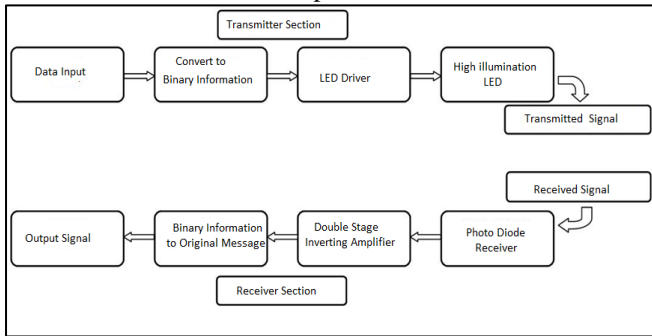 Transmitter Section
Data Input
Convert to
Binary Information
LED Driver
High illumination
LED
Transmitted Signal
Received Signal
Output Signal
Binary Information
to Original Message
Double Stage
Inverting Amplifier
Photo Diode
Receiver
Receiver Section